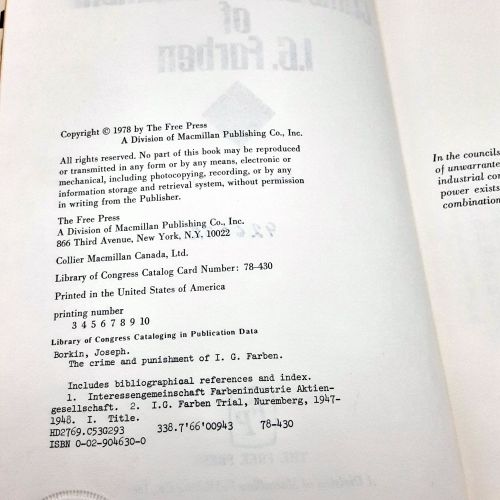 Copyright © 1978 by The Free Press
A Division of Macmillan Publishing Co., Inc.
All rights reserved. No part of this book may be reproduced
or transmitted in any form or by any means, electronic or
mechanical, including photocopying, recording, or by any
information storage and retrieval system, without permission
in writing from the Publisher.
The Free Press
A Division of Macmillan Publishing Co., Inc.
866 Third Avenue, New York, N.Y. 10022
Collier Macmillan Canada, Ltd.
Library of Congress Catalog Card Number: 78-430
Printed in the United States of America
printing number
3 4 5 6 7 8 9 10
Library of Congress Cataloging in Publication Data
Borkin, Joseph.
The crime and punishment of I. G. Farben.
Includes bibliographical references and index.
1. Interessengemeinschaft Farbenindustrie Aktien-
gesellschaft. 2. I.G. Farben Trial, Nuremberg, 1947-
1948. I. Title.
HD2769.C53G293 338.7'66'00943 78-430
ISBN 0-02-904630-0
In the councils
of unwarrante
industrial con
power exists
combination